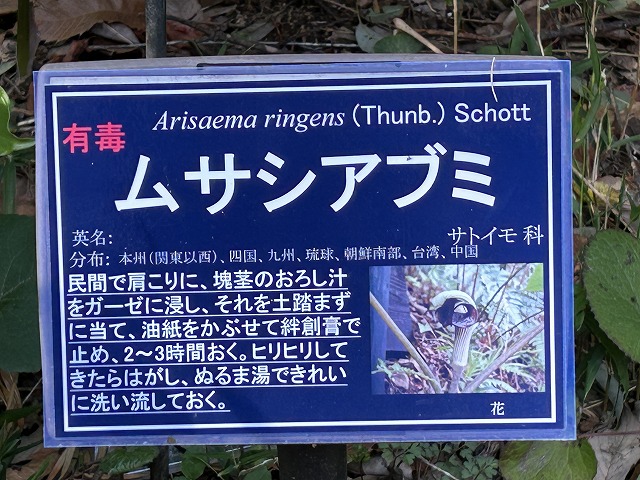 有毒
Arisaema ringens (Thunb.) Schott
ムサシアブミ
英名:
サトイモ 科
分布: 本州(関東以西)、四国、九州、琉球、朝鮮南部、台湾、中国
民間で肩こりに、塊茎のおろし汁
をガーゼに浸し、それを土踏まず
に当て、油紙をかぶせて絆創膏で
止め、2～3時間おく。ヒリヒリして
きたらはがし、ぬるま湯できれい
に洗い流しておく。
花